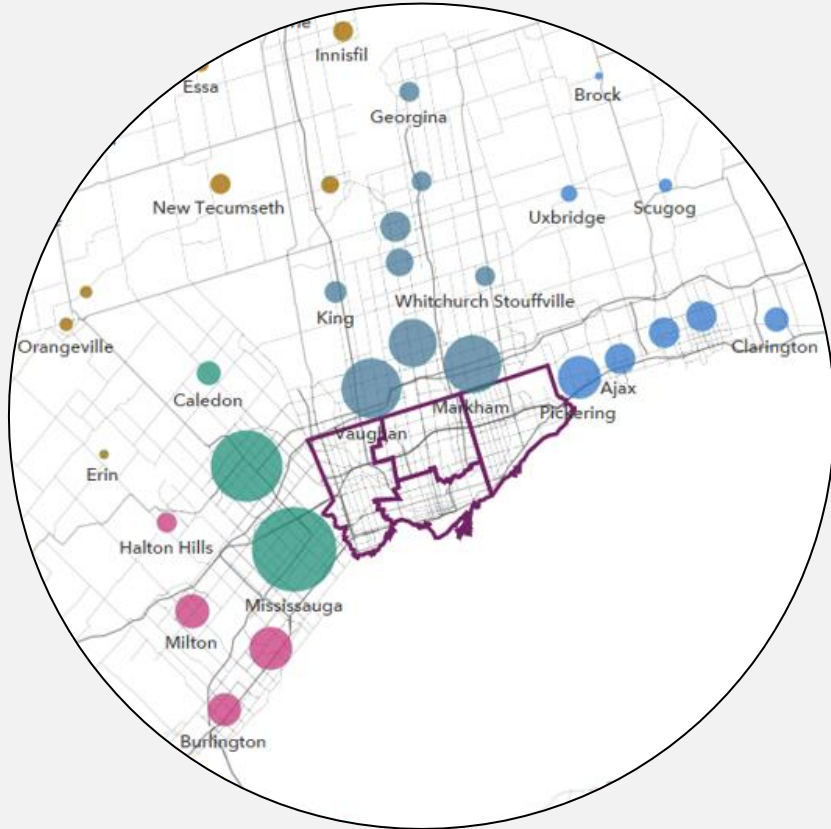 Innisfil
Essa
Georgina
Brock
New Tecumseth
Uxbridge
Scugog
King
Whitchurch Stouffville
Orangeville
Clarington
Caledon
Ajax
Markham
Pickering
Vaughan
Erin
Halton Hills
Mississauga
Milton
Burlington